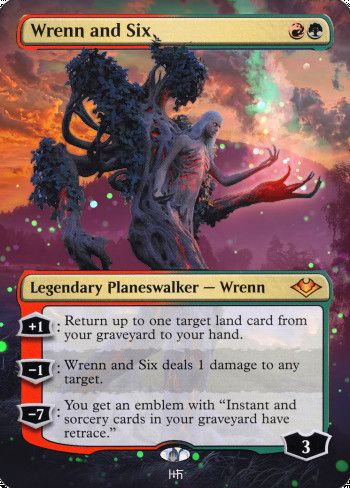 Wrenn and Six
Legendary Planeswalker — Wrenn
+1: Return up to one target land card from
your graveyard to your hand.
−1: Wrenn and Six deals 1 damage to any
target.
−7: You get an emblem with “Instant and
sorcery cards in your graveyard have
retrace.”
3